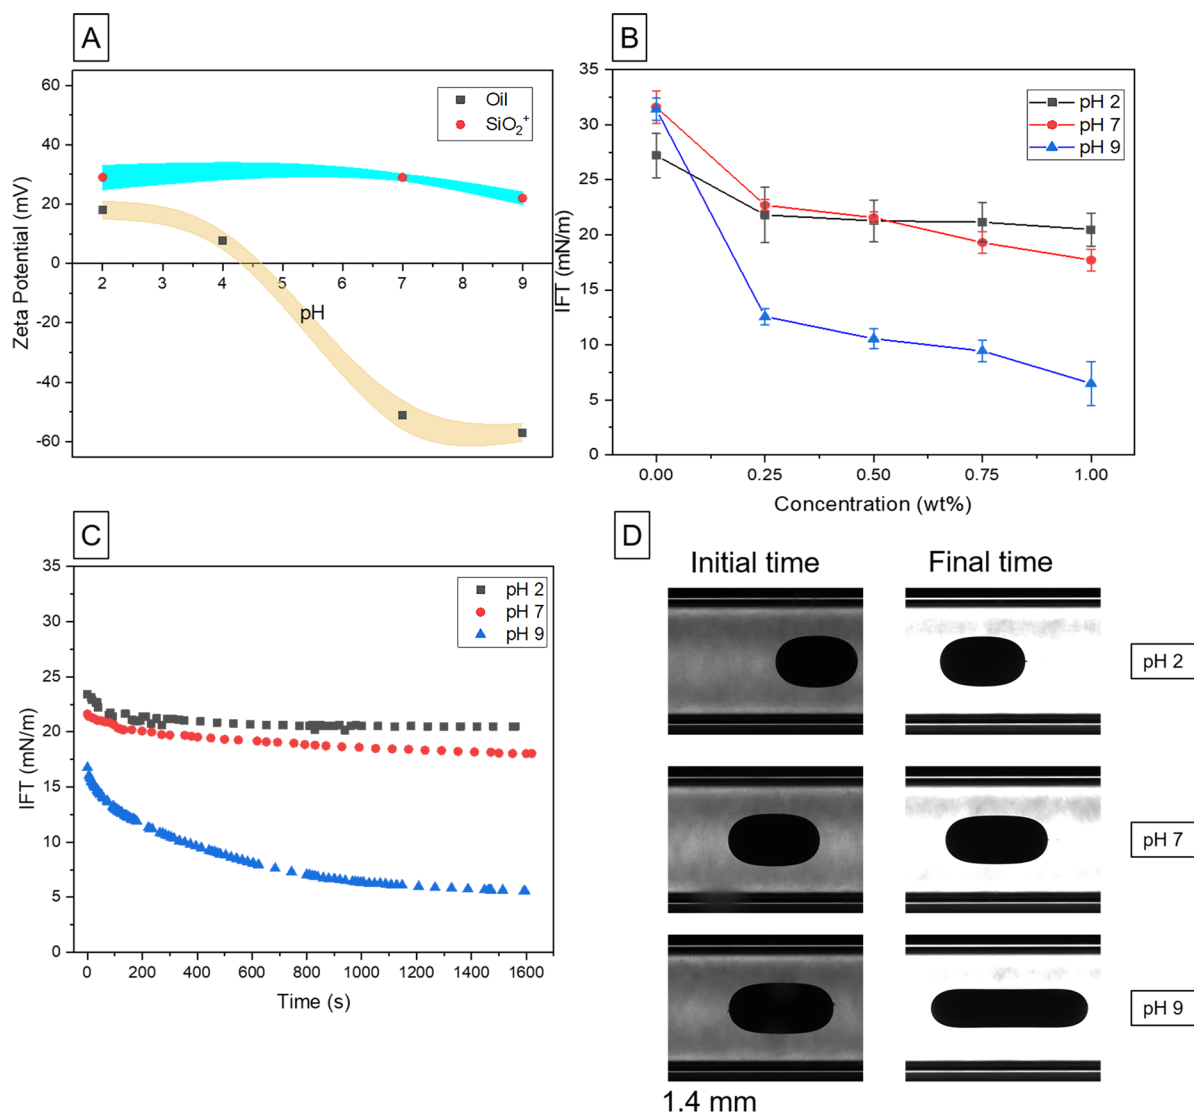 A
Zeta Potential (mV)
60
40
20
0
-20
-40
-60
2
4
5
6
7
9
pH
Oil
SiO₂⁺
B
IFT (mN/m)
35
30
25
20
15
10
5
0
0.00
0.25
0.50
0.75
1.00
Concentration (wt%)
pH 2
pH 7
pH 9
C
IFT (mN/m)
35
30
25
20
15
10
5
0
0
200
400
600
800
1000
1200
1400
1600
Time (s)
pH 2
pH 7
pH 9
D
Initial time
Final time
pH 2
pH 7
pH 9
1.4 mm